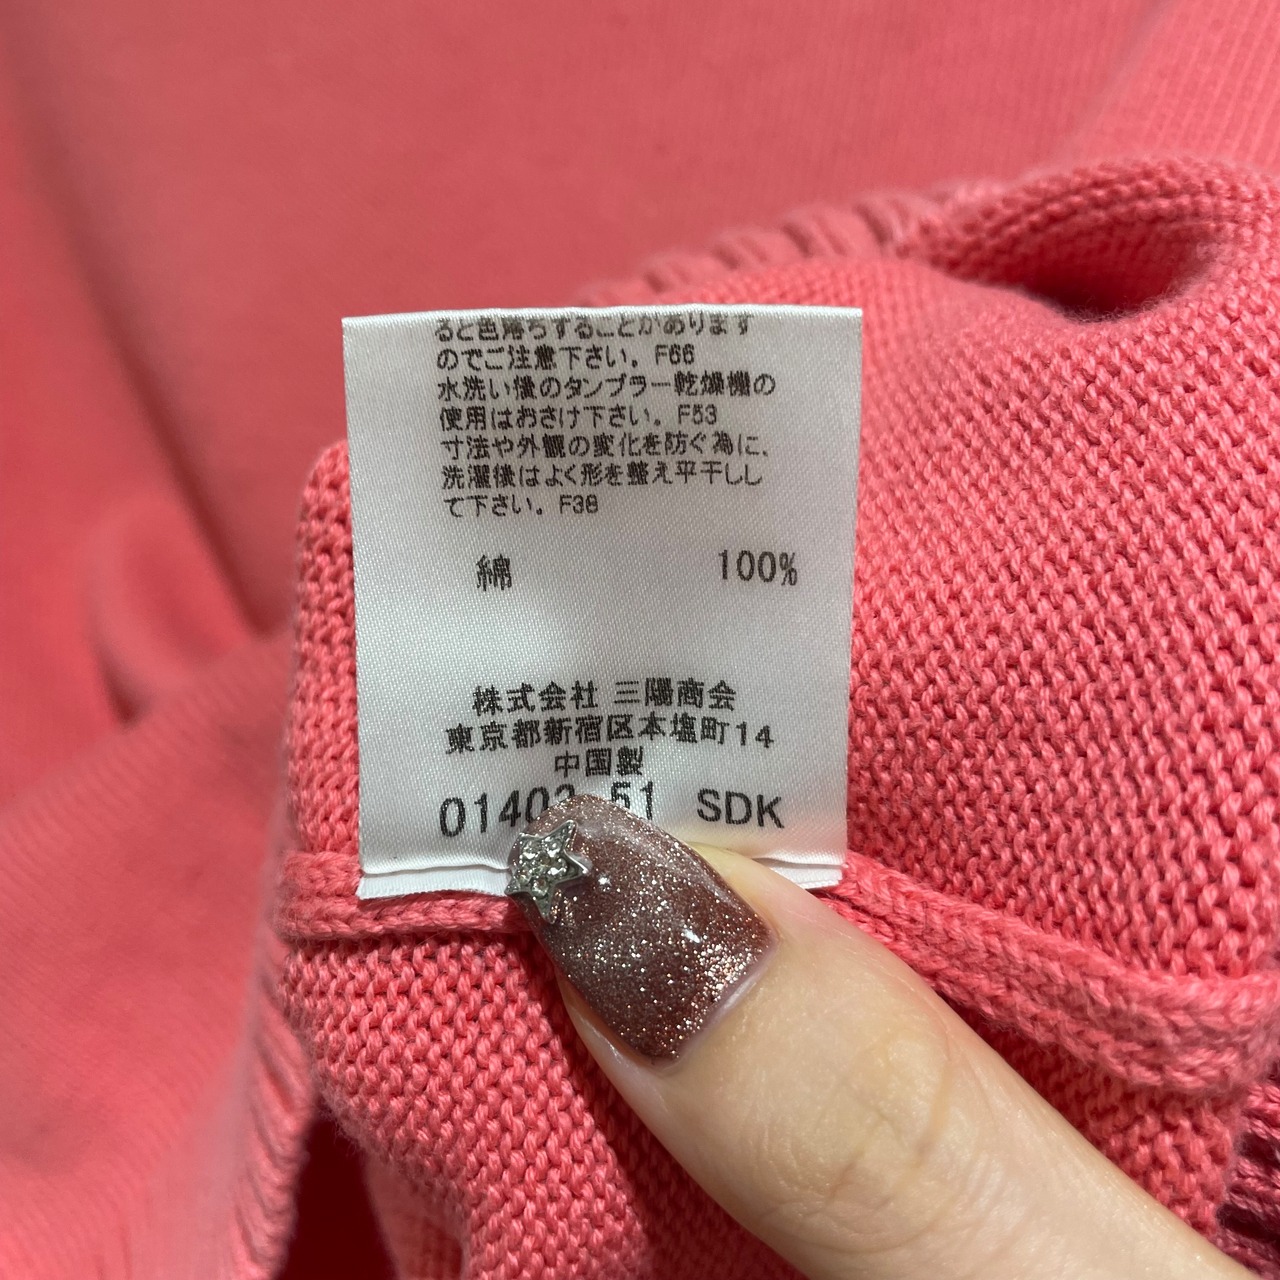 ると色落ちすることがあります
のでご注意下さい。F66
水洗い後のタンブラー乾燥機の
使用はおさけ下さい。F53
寸法や外観の変化を防ぐ為に、
洗濯後はよく形を整え平干しし
て下さい。F38
綿 100%
株式会社 三陽商会
東京都新宿区本塩町14
中国製
SDK